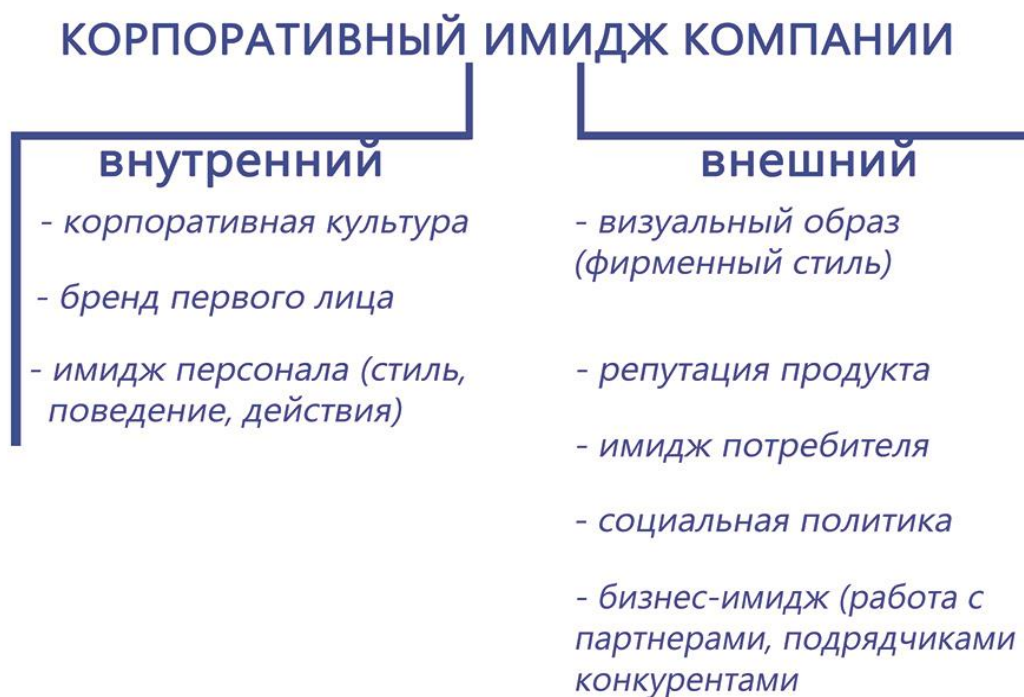 КОРПОРАТИВНЫЙ ИМИДЖ КОМПАНИИ
внутренний
- корпоративная культура
- бренд первого лица
- имидж персонала (стиль,
поведение, действия)
внешний
- визуальный образ
(фирменный стиль)
- репутация продукта
- имидж потребителя
- социальная политика
- бизнес-имидж (работа с
партнерами, подрядчиками
конкурентами